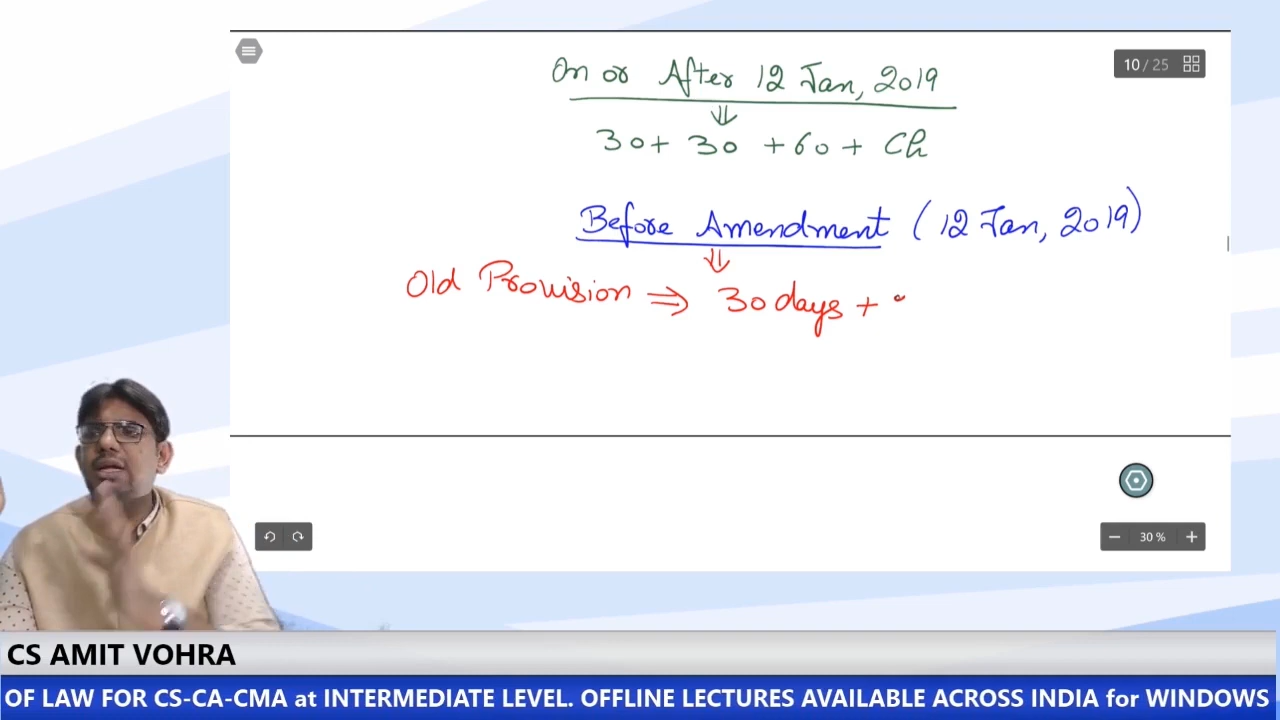 10 / 25
On or After 12 Jan, 2019
⇓
30+ 30 +60+ Ch
Before Amendment (12 Jan, 2019)
⇓
Old Provision ⇒ 30 days +
30 %
CS AMIT VOHRA
OF LAW FOR CS-CA-CMA at INTERMEDIATE LEVEL. OFFLINE LECTURES AVAILABLE ACROSS INDIA for WINDOWS